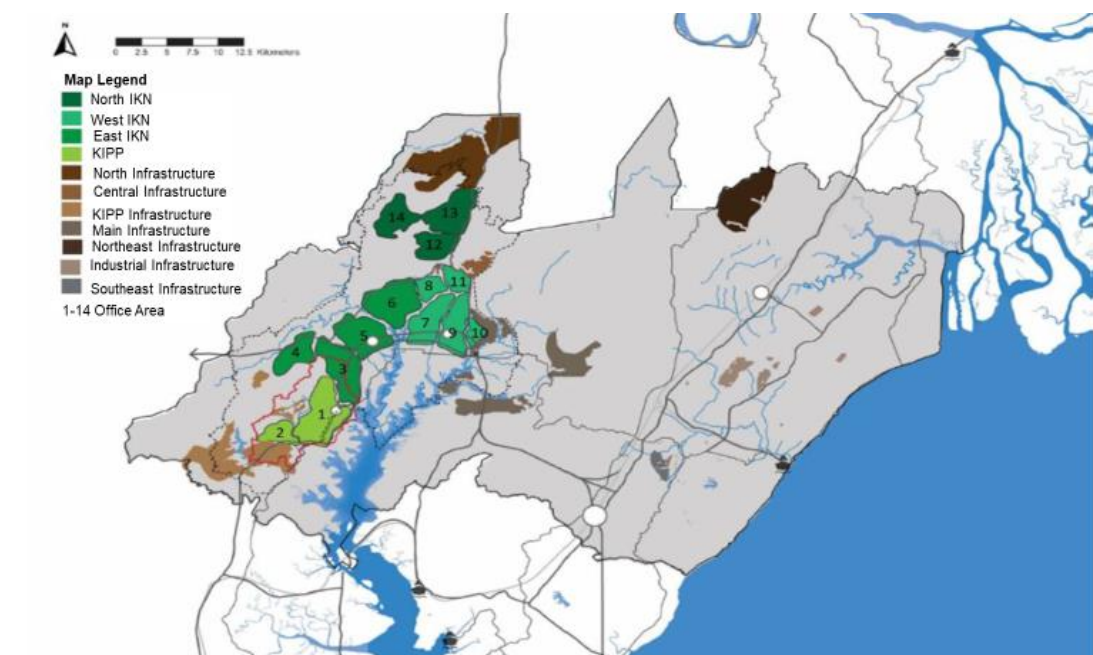 N
0 2.5 5 7.5 10 12.5 Kilometers
Map Legend
North IKN
West IKN
East IKN
KIPP
North Infrastructure
Central Infrastructure
KIPP Infrastructure
Main Infrastructure
Northeast Infrastructure
Industrial Infrastructure
Southeast Infrastructure
1-14 Office Area
14
13
12
11
8
6
7
5
9
10
4
3
1
2